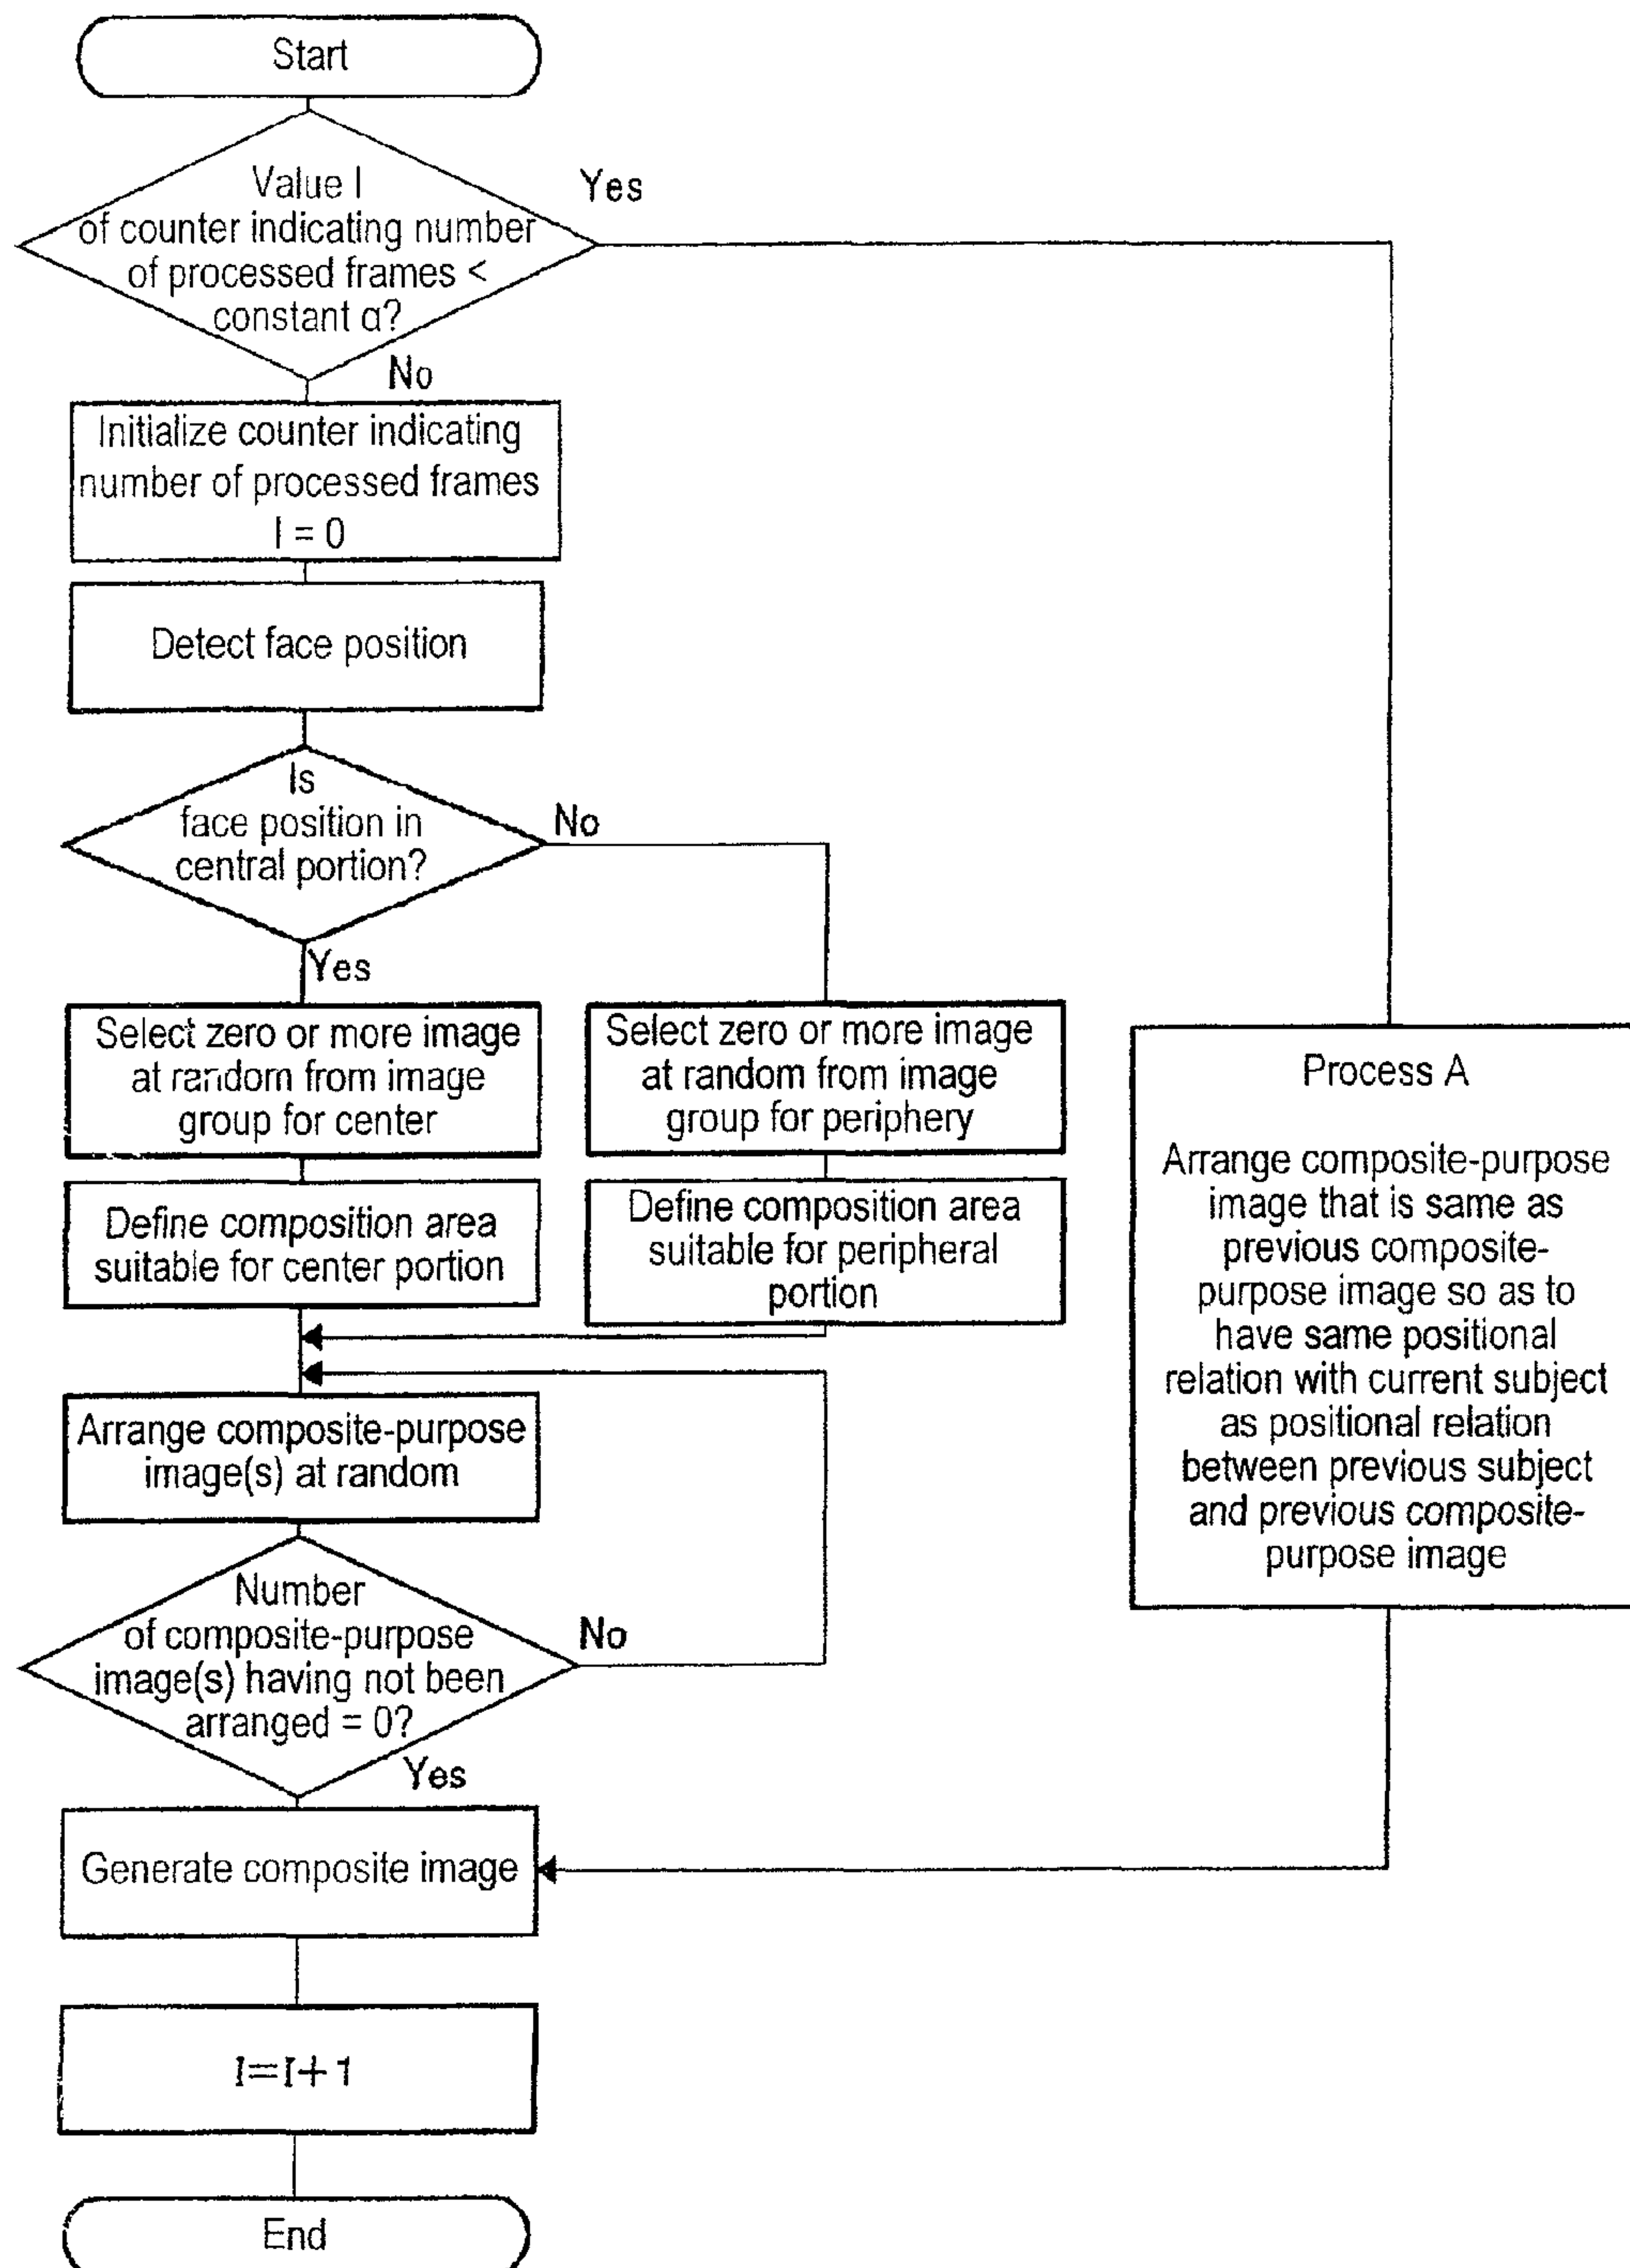 Start
Value I
of counter indicating number
of processed frames <
constant α?
Yes
No
Initialize counter indicating
number of processed frames
I = 0
Detect face position
Is
face position in
central portion?
No
Yes
Select zero or more image
at random from image
group for center
Select zero or more image
at random from image
group for periphery
Define composition area
suitable for center portion
Define composition area
suitable for peripheral
portion
Process A
Arrange composite-purpose
image that is same as
previous composite-
purpose image so as to
have same positional
relation with current subject
as positional relation
between previous subject
and previous composite-
purpose image
Arrange composite-purpose
image(s) at random
Number
of composite-purpose
image(s) having not been
arranged = 0?
No
Yes
Generate composite image
I=I+1
End